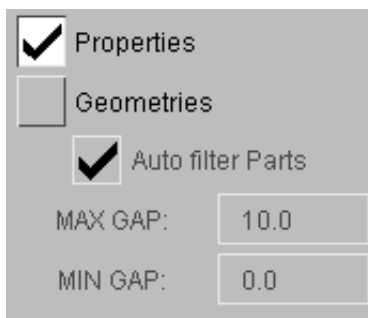 Properties
Geometries
Auto filter Parts
MAX GAP: 10.0
MIN GAP: 0.0